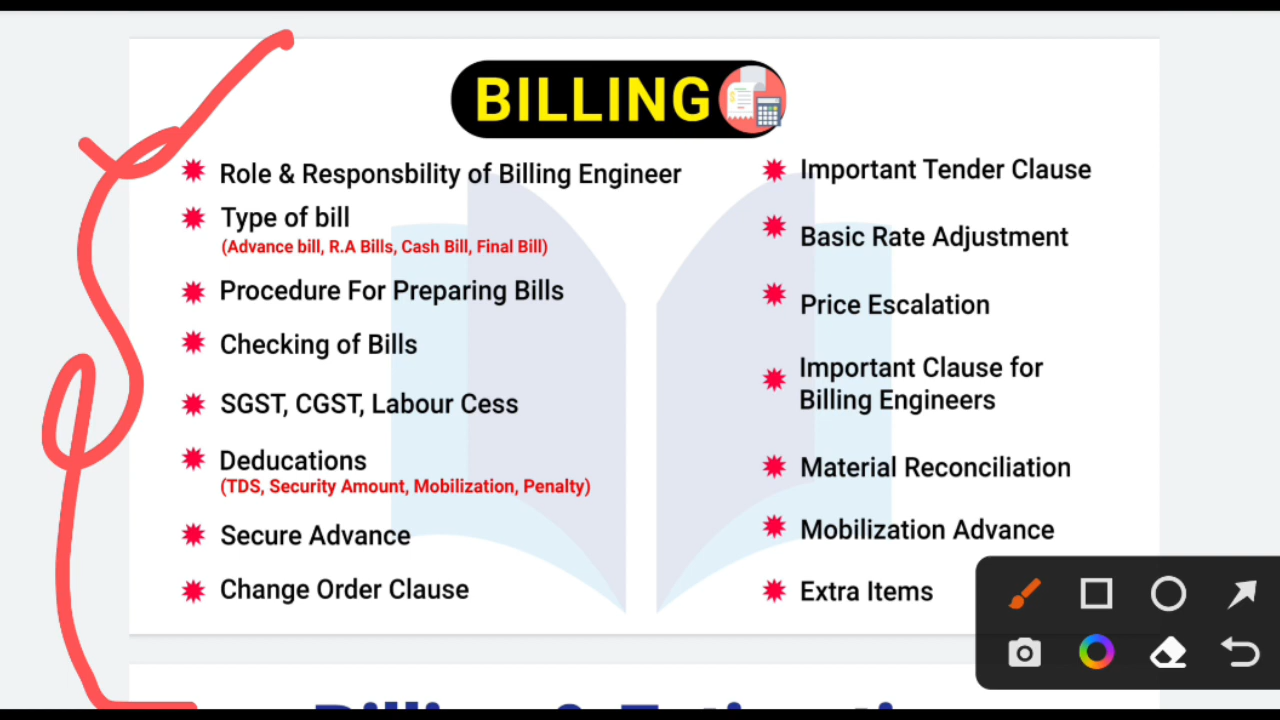 BILLING
Role & Responsbility of Billing Engineer
Type of bill
(Advance bill, R.A Bills, Cash Bill, Final Bill)
Procedure For Preparing Bills
Checking of Bills
SGST, CGST, Labour Cess
Deducations
(TDS, Security Amount, Mobilization, Penalty)
Secure Advance
Change Order Clause
Important Tender Clause
Basic Rate Adjustment
Price Escalation
Important Clause for
Billing Engineers
Material Reconciliation
Mobilization Advance
Extra Items